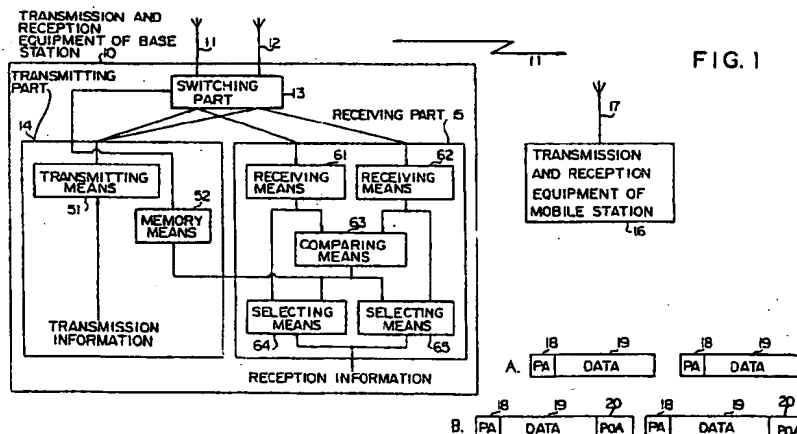 TRANSMISSION AND
RECEPTION
EQUIPMENT OF BASE
STATION
10
11
12
11
FIG. 1
TRANSMITTING
PART
SWITCHING
PART
13
RECEIVING PART
15
17
14
TRANSMITTING
MEANS
51
52
MEMORY
MEANS
61
RECEIVING
MEANS
62
RECEIVING
MEANS
63
COMPARING
MEANS
SELECTING
MEANS
64
SELECTING
MEANS
65
TRANSMISSION
INFORMATION
RECEPTION INFORMATION
TRANSMISSION
AND RECEPTION
EQUIPMENT OF
MOBILE STATION
16
18 19 18 19
A. PA DATA PA DATA
18 19 20 18 19 20
B. PA DATA POA PA DATA POA